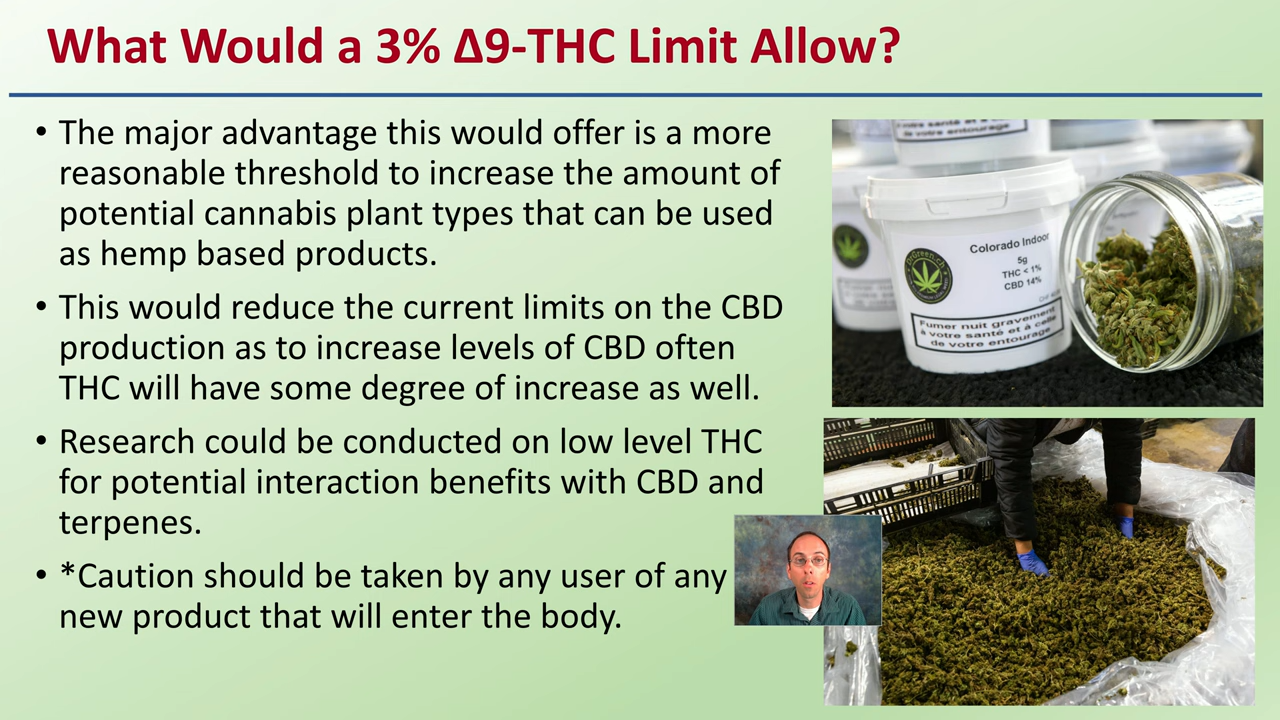 What Would a 3% Δ9-THC Limit Allow?
• The major advantage this would offer is a more
reasonable threshold to increase the amount of
potential cannabis plant types that can be used
as hemp based products.
• This would reduce the current limits on the CBD
production as to increase levels of CBD often
THC will have some degree of increase as well.
• Research could be conducted on low level THC
for potential interaction benefits with CBD and
terpenes.
• *Caution should be taken by any user of any
new product that will enter the body.
de votre entourage
Colorado Indoor
5g
THC < 1%
CBD 14%
Fumer nuit gravement
à votre santé et à celle
de votre entourage.